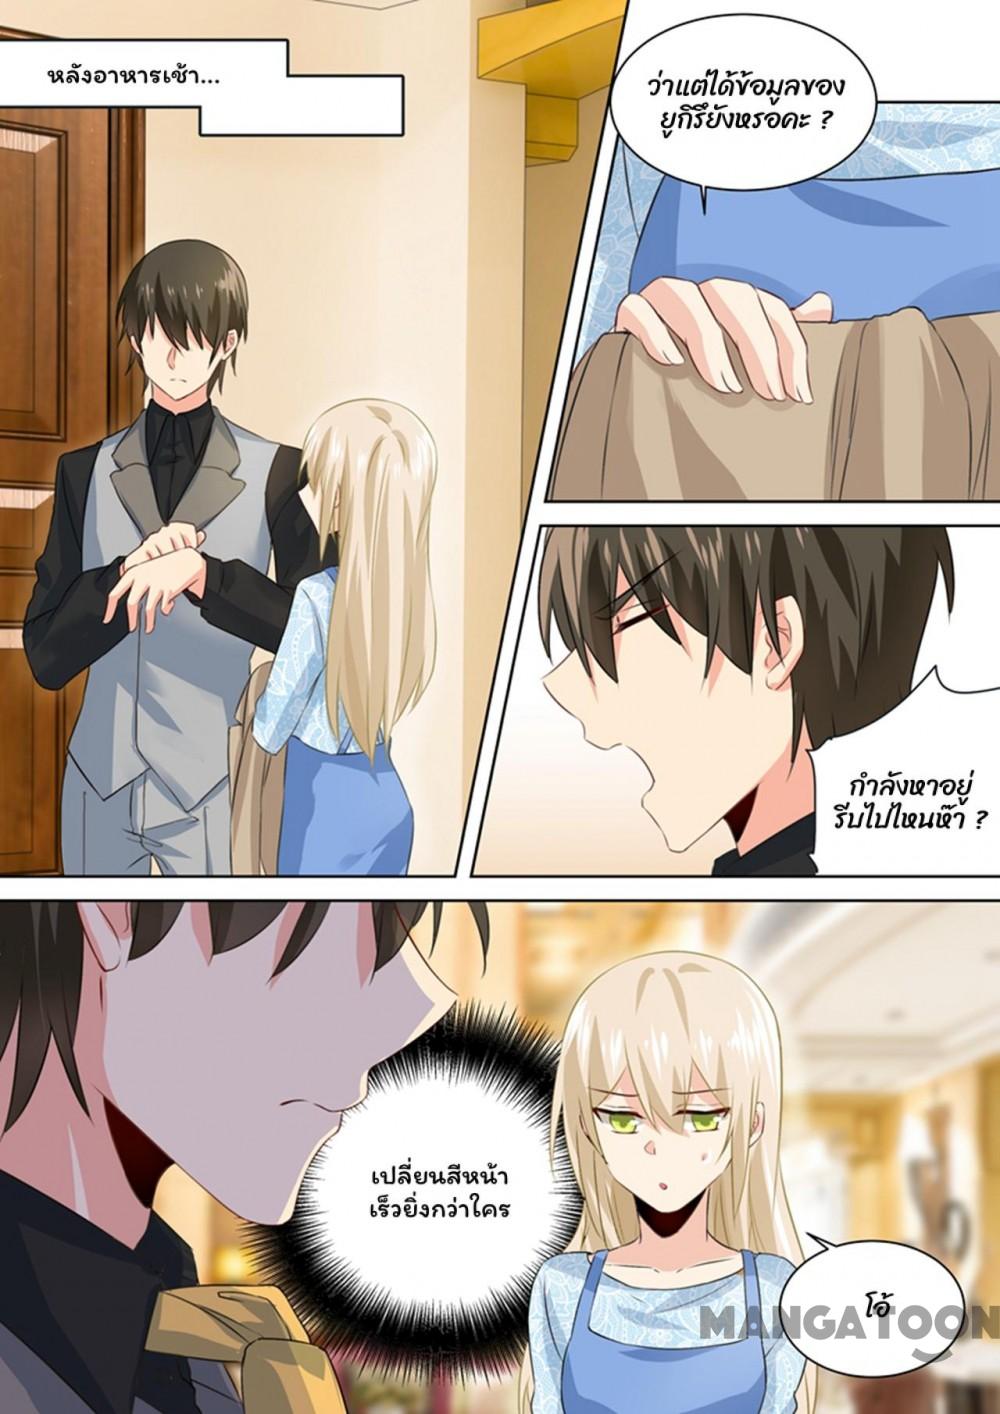 หลังอาหารเช้า...
ว่าแต่ได้ข้อมูลของ
ยูกิรึยังหรอคะ ?
กำลังหาอยู่
รีบไปไหนห๊า ?
เปลี่ยนสีหน้า
เร็วยิ่งกว่าใคร
โอ้
MANGATOON